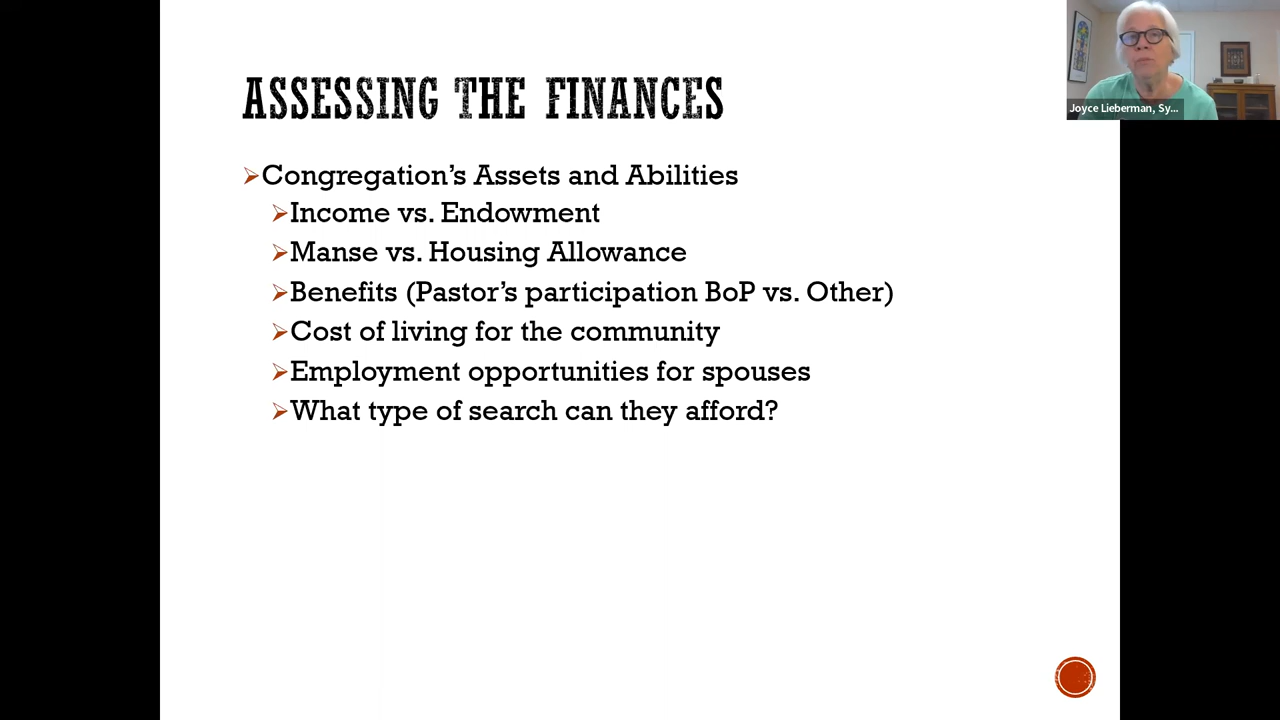 ASSESSING THE FINANCES
Joyce Lieberman, Sy...
➢Congregation’s Assets and Abilities
➢Income vs. Endowment
➢Manse vs. Housing Allowance
➢Benefits (Pastor’s participation BoP vs. Other)
➢Cost of living for the community
➢Employment opportunities for spouses
➢What type of search can they afford?